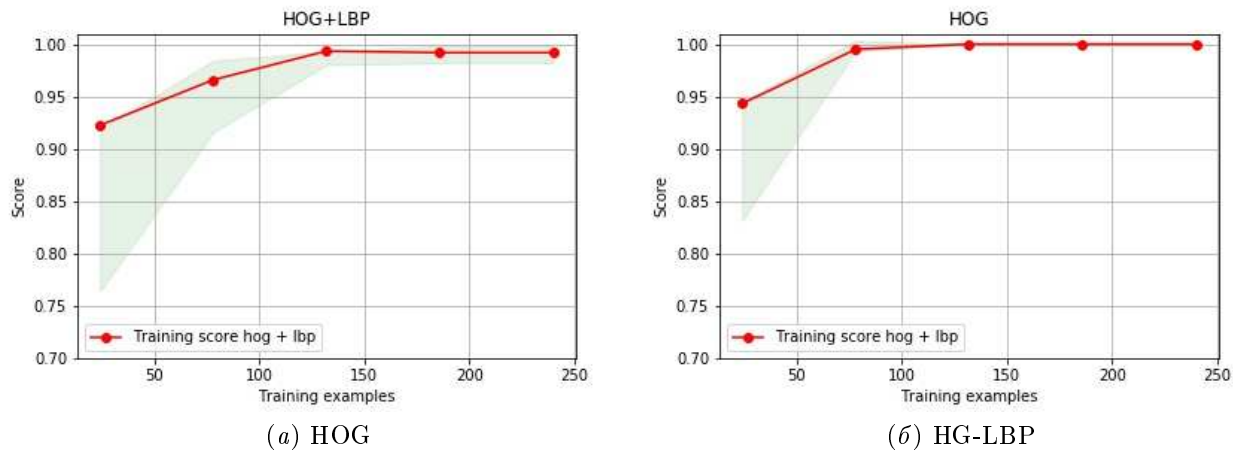 HOG+LBP
1.00
0.95
0.90
0.85
0.80
0.75
0.70
Score
Training score hog + lbp
50
100
150
200
250
Training examples
(а) HOG
HOG
1.00
0.95
0.90
0.85
0.80
0.75
0.70
Score
Training score hog + lbp
50
100
150
200
250
Training examples
(б) HG-LBP